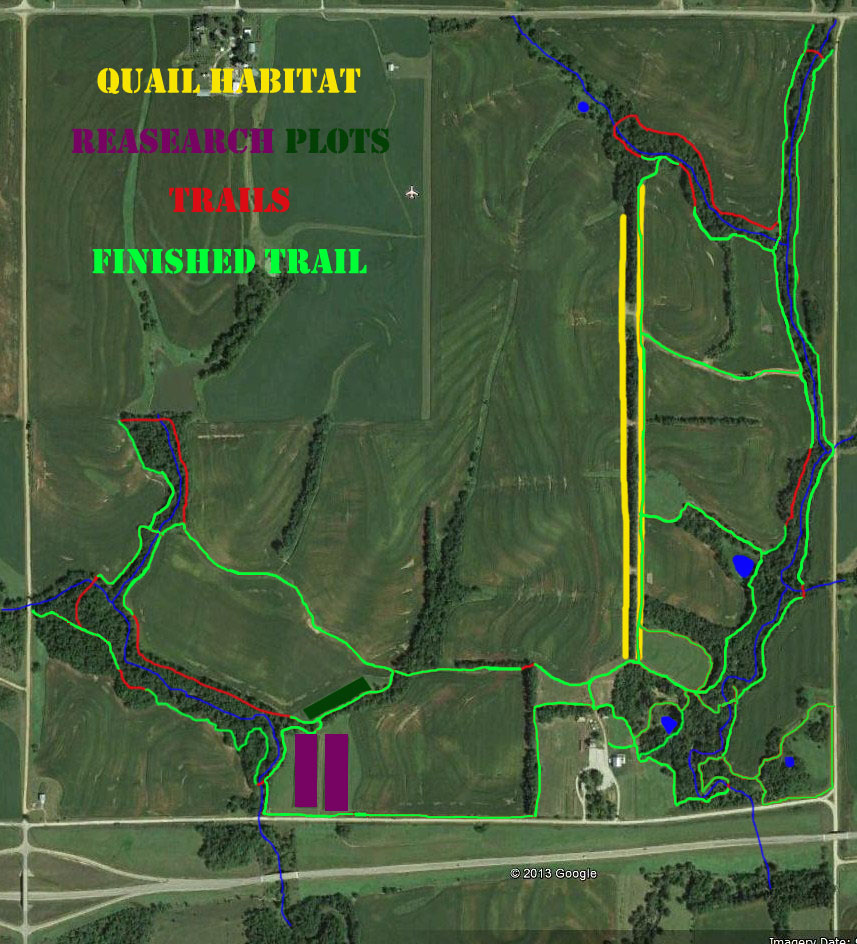 QUAIL HABITAT
REASEARCH PLOTS
TRAILS
FINISHED TRAIL
© 2013 Google
Imagery Date: